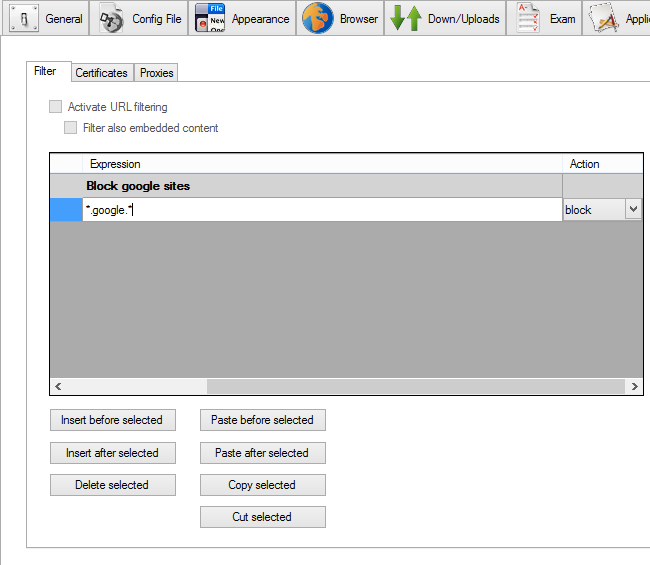 General Config File Appearance Browser Down/Uploads Exam Applic
File
New
Ope
Filter Certificates Proxies
Activate URL filtering
Filter also embedded content
Expression Action
Block google sites
*.google.* block
Insert before selected Paste before selected
Insert after selected Paste after selected
Delete selected Copy selected
Cut selected